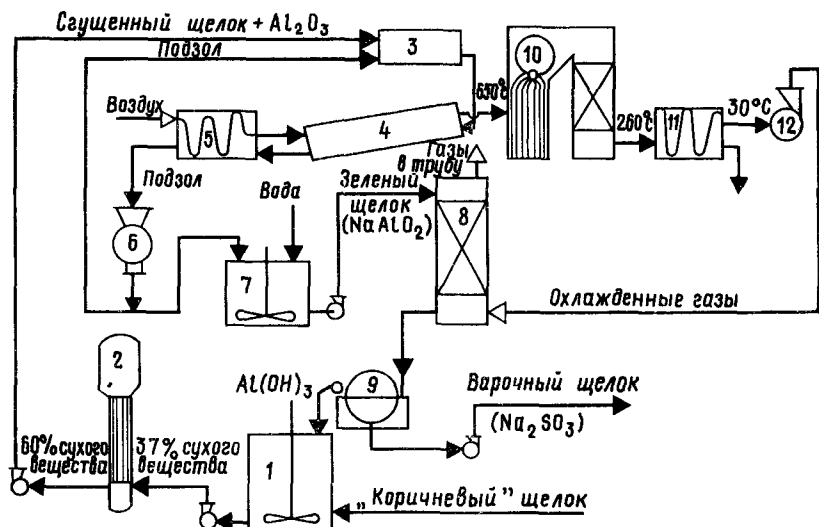 Сгущенный щелок + Al₂O₃
Подзол
3
10
Воздух
5
4
650°С
260°С
11
30°С
12
Газы
в трубу
Подзол
Вода
Зеленый
щелок
(NaAlO₂)
8
6
7
Охлажденные газы
2
Al(OH)₃
9
Варочный щелок
(Na₂SO₃)
60% сухого
вещества
37% сухого
вещества
1
„Коричневый" щелок